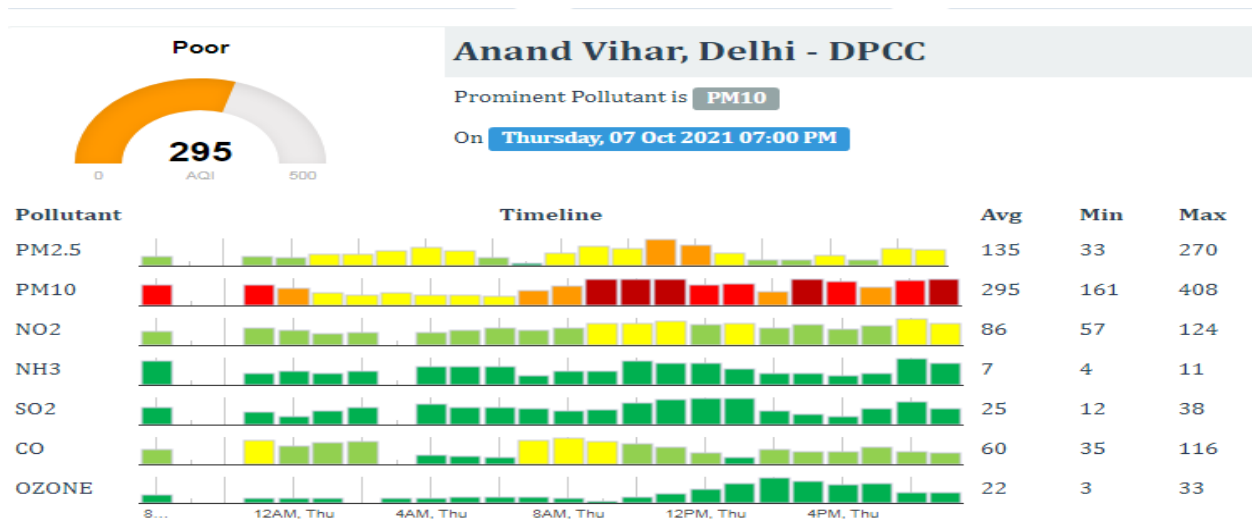 Poor
Anand Vihar, Delhi - DPCC
Prominent Pollutant is PM10
On Thursday, 07 Oct 2021 07:00 PM
295
0 AQI 500
Pollutant Timeline Avg Min Max
PM2.5 135 33 270
PM10 295 161 408
NO2 86 57 124
NH3 7 4 11
SO2 25 12 38
CO 60 35 116
OZONE 22 3 33
8... 12AM, Thu 4AM, Thu 8AM, Thu 12PM, Thu 4PM, Thu